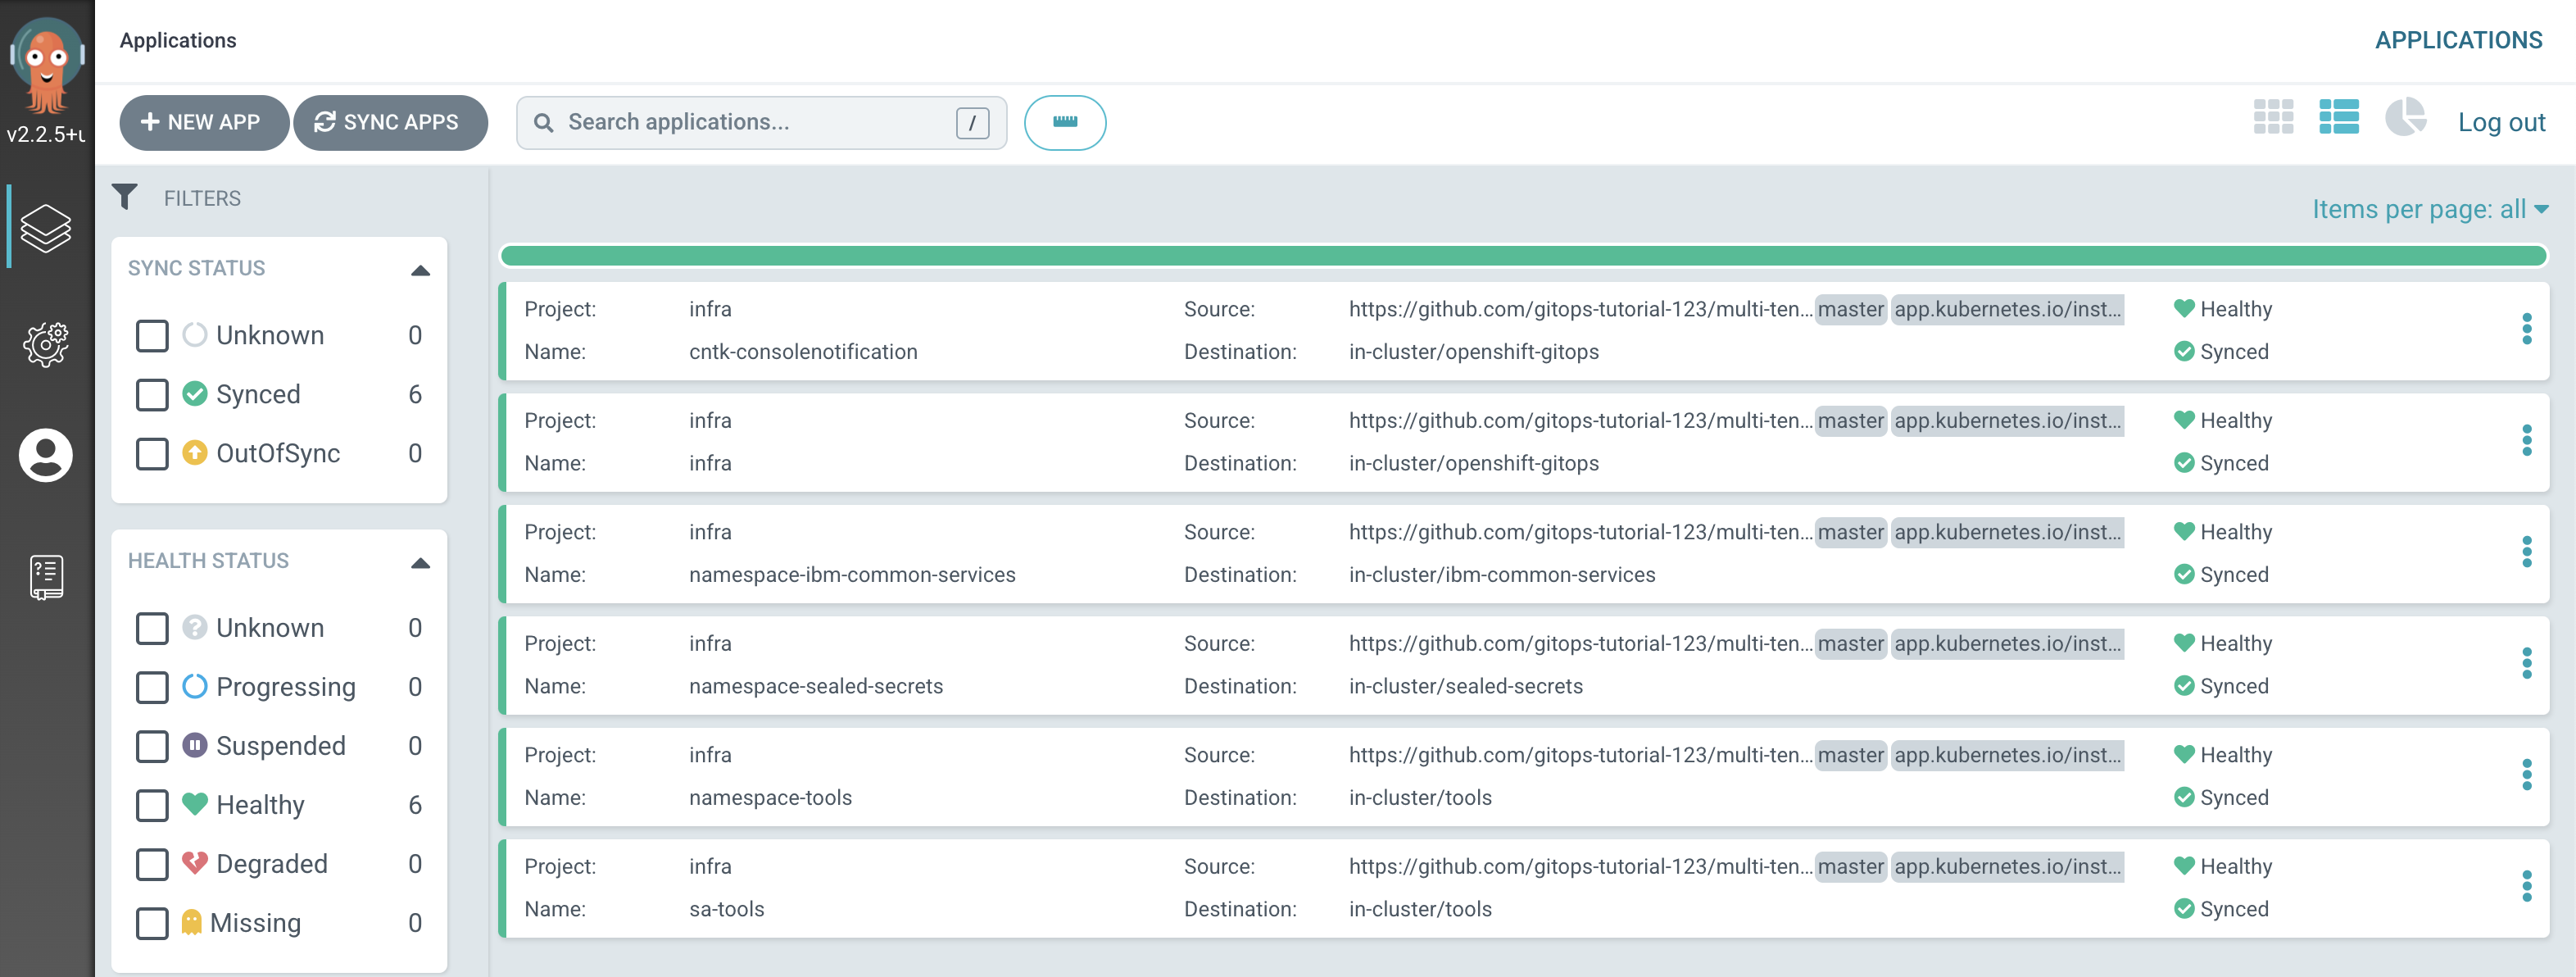 Applications
APPLICATIONS
v2.2.5+u
NEW APP
SYNC APPS
Search applications...
/
Log out
FILTERS
Items per page: all
SYNC STATUS
Unknown 0
Synced 6
OutOfSync 0
HEALTH STATUS
Unknown 0
Progressing 0
Suspended 0
Healthy 6
Degraded 0
Missing 0
Project: infra Source: https://github.com/gitops-tutorial-123/multi-ten... master app.kubernetes.io/inst... Healthy
Name: cntk-consolenotification Destination: in-cluster/openshift-gitops Synced
Project: infra Source: https://github.com/gitops-tutorial-123/multi-ten... master app.kubernetes.io/inst... Healthy
Name: infra Destination: in-cluster/openshift-gitops Synced
Project: infra Source: https://github.com/gitops-tutorial-123/multi-ten... master app.kubernetes.io/inst... Healthy
Name: namespace-ibm-common-services Destination: in-cluster/ibm-common-services Synced
Project: infra Source: https://github.com/gitops-tutorial-123/multi-ten... master app.kubernetes.io/inst... Healthy
Name: namespace-sealed-secrets Destination: in-cluster/sealed-secrets Synced
Project: infra Source: https://github.com/gitops-tutorial-123/multi-ten... master app.kubernetes.io/inst... Healthy
Name: namespace-tools Destination: in-cluster/tools Synced
Project: infra Source: https://github.com/gitops-tutorial-123/multi-ten... master app.kubernetes.io/inst... Healthy
Name: sa-tools Destination: in-cluster/tools Synced